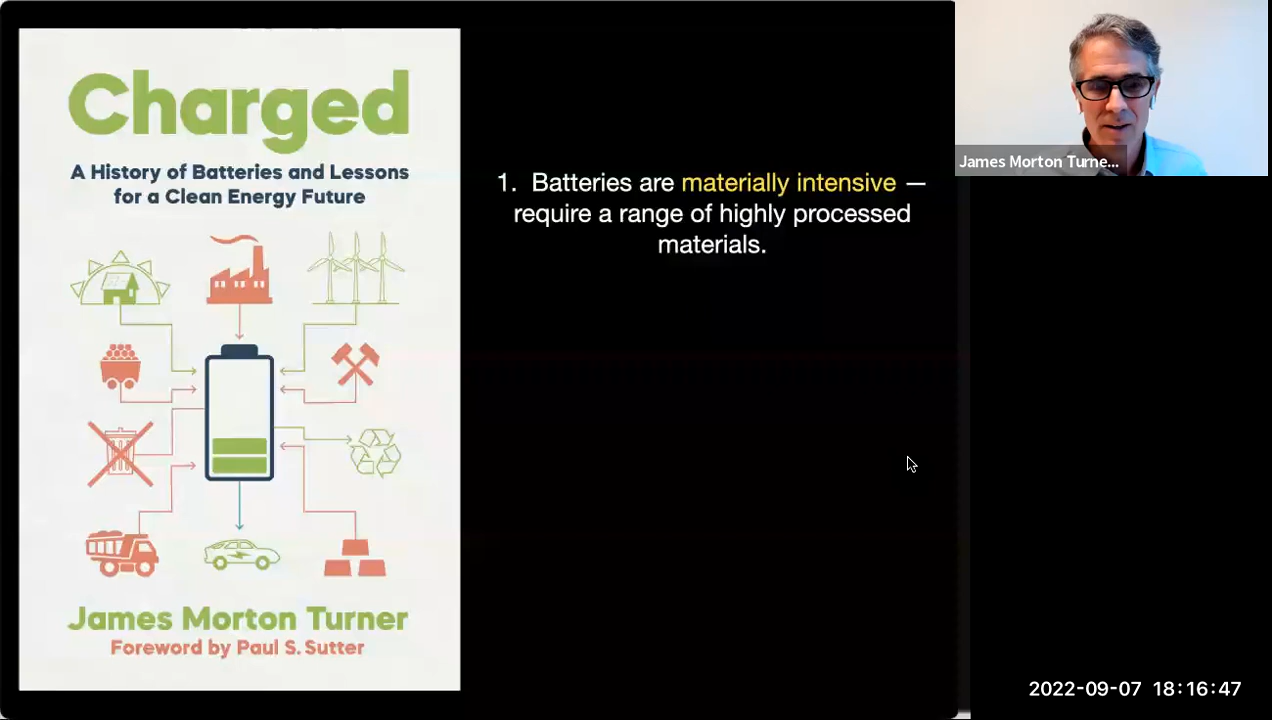 Charged
A History of Batteries and Lessons
for a Clean Energy Future
James Morton Turner
Foreword by Paul S. Sutter
1. Batteries are materially intensive —
require a range of highly processed
materials.
James Morton Turne...
2022-09-07 18:16:47